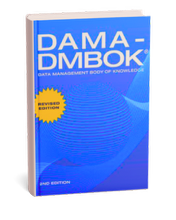 DAMA-
DMBOK®
DATA MANAGEMENT BODY OF KNOWLEDGE
REVISED
EDITION
2ND EDITION